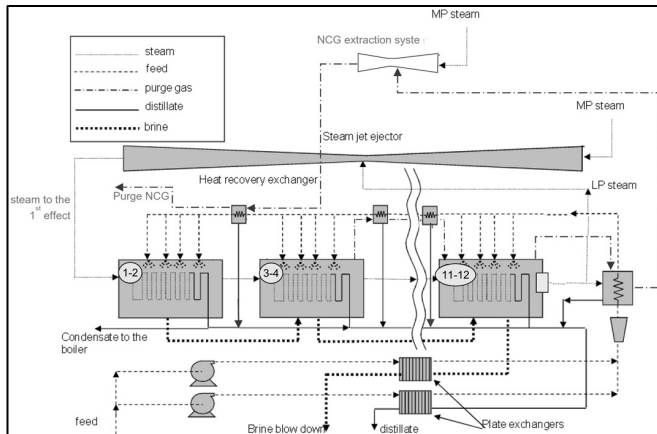 MP steam
NCG extraction syste
steam
feed
purge gas
distillate
brine
MP steam
Steam jet ejector
Heat recovery exchanger
LP steam
steam to the
1st effect
Purge NCG
1-2
3-4
11-12
Condensate to the
boiler
feed
Brine blow down
distillate
Plate exchangers